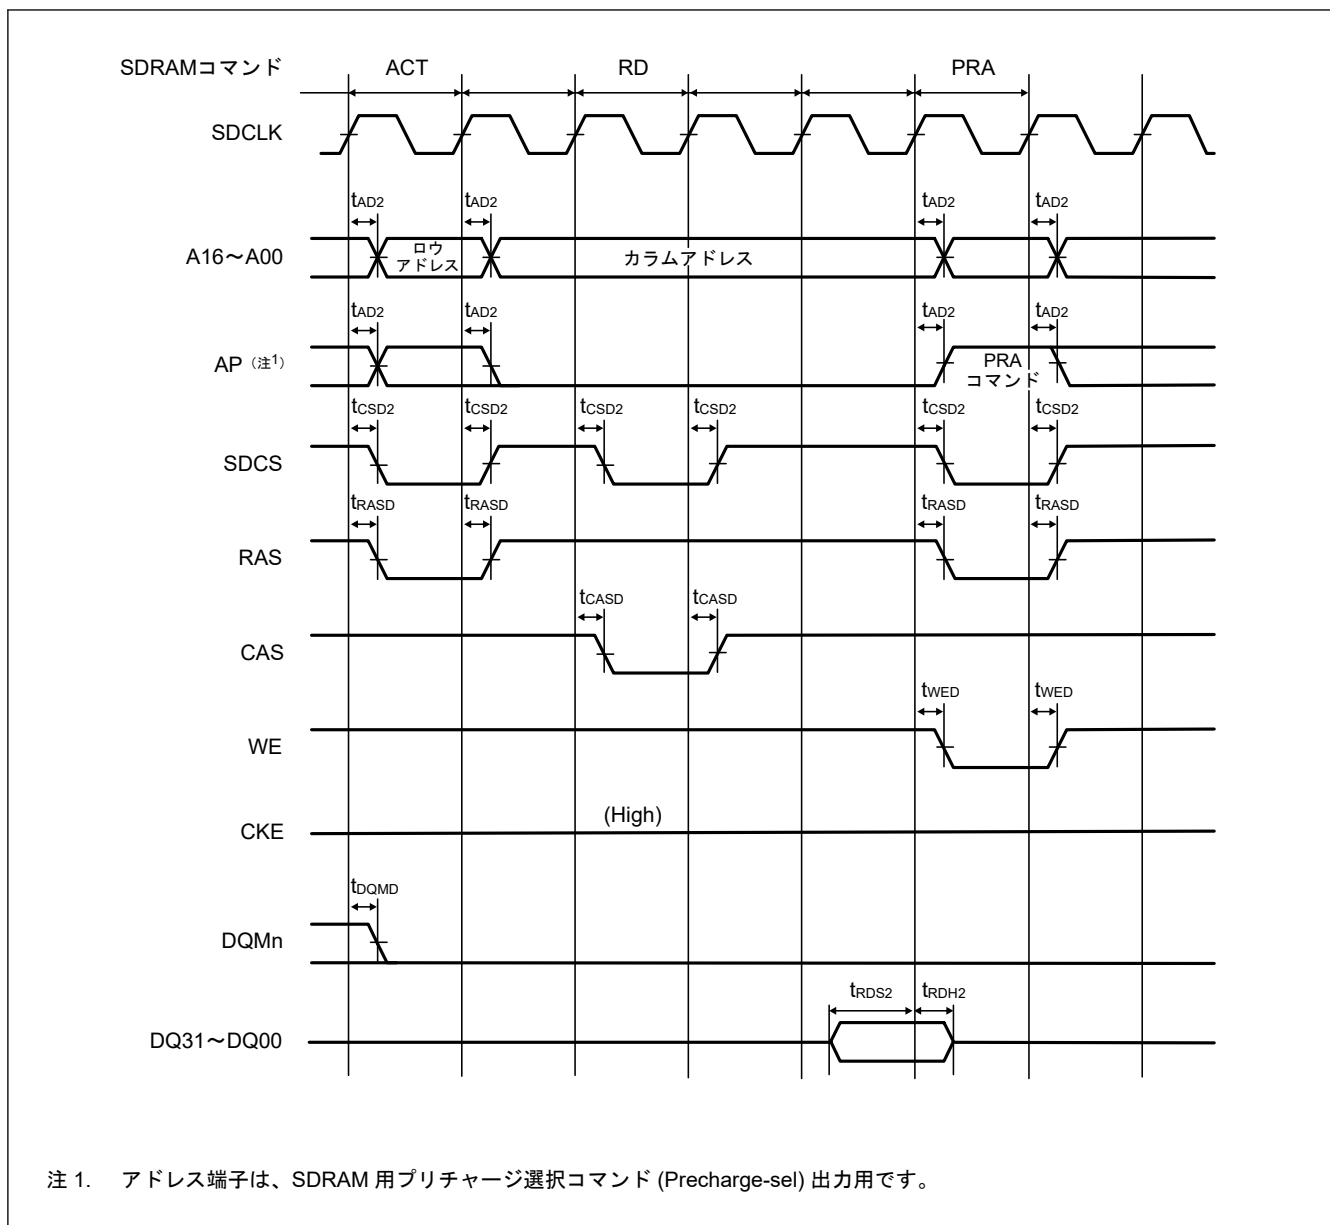 SDRAMコマンド ACT RD PRA
SDCLK
tAD2 tAD2 tAD2 tAD2
A16～A00 ロウ アドレス カラムアドレス
tAD2 tAD2 tAD2 tAD2
AP（注1） PRA コマンド
tCSD2 tCSD2 tCSD2 tCSD2 tCSD2 tCSD2
SDCS
tRASD tRASD tRASD tRASD
RAS
tCASD tCASD
CAS
tWED tWED
WE
(High)
CKE
tDQMD
DQMn
tRDS2 tRDH2
DQ31～DQ00
注 1. アドレス端子は、SDRAM 用プリチャージ選択コマンド (Precharge-sel) 出力用です。